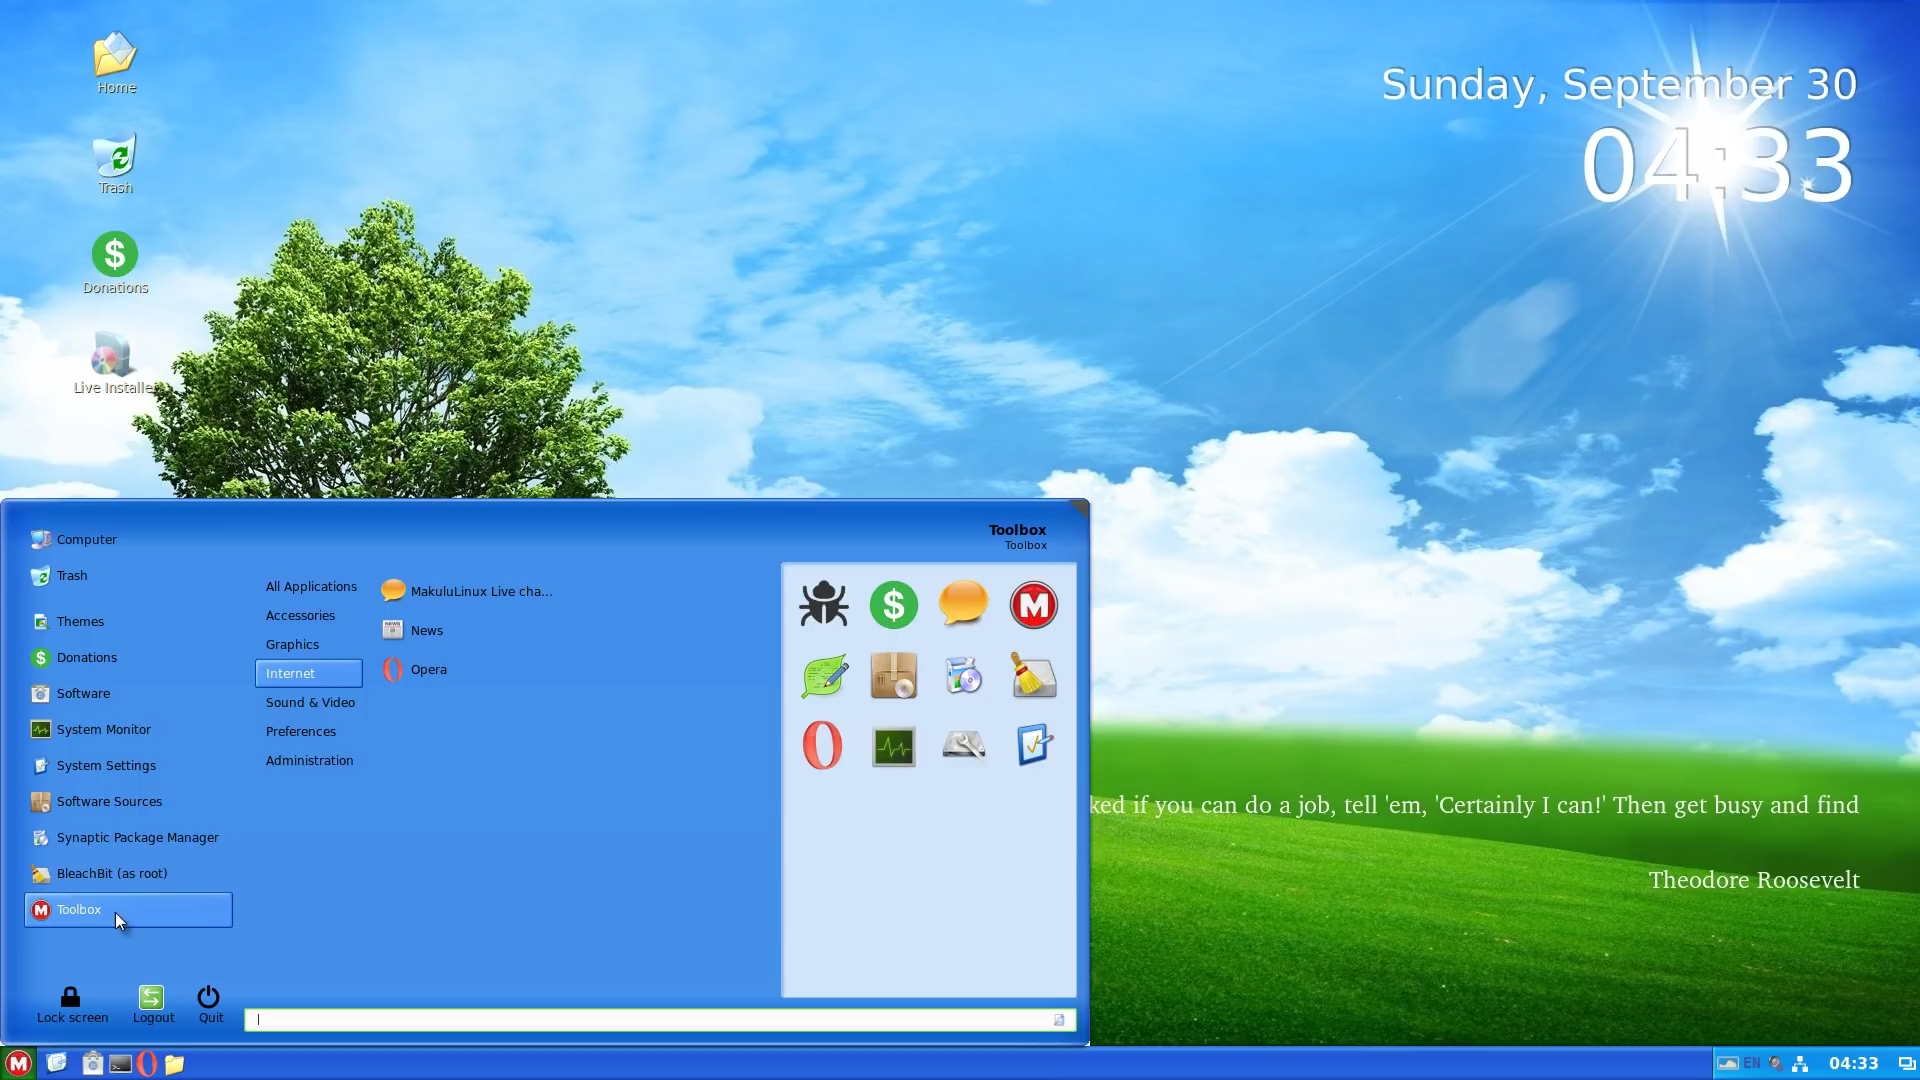 Home
Trash
Donations
Live Installer
Sunday, September 30
04:33
Computer
Trash
Themes
Donations
Software
System Monitor
System Settings
Software Sources
Synaptic Package Manager
BleachBit (as root)
Toolbox
Lock screen
Logout
Quit
All Applications
Accessories
Graphics
Internet
Sound & Video
Preferences
Administration
MakuluLinux Live cha...
NEWS
News
Opera
Toolbox
Toolbox
M
M
ked if you can do a job, tell 'em, 'Certainly I can!' Then get busy and find
Theodore Roosevelt
M
EN
04:33